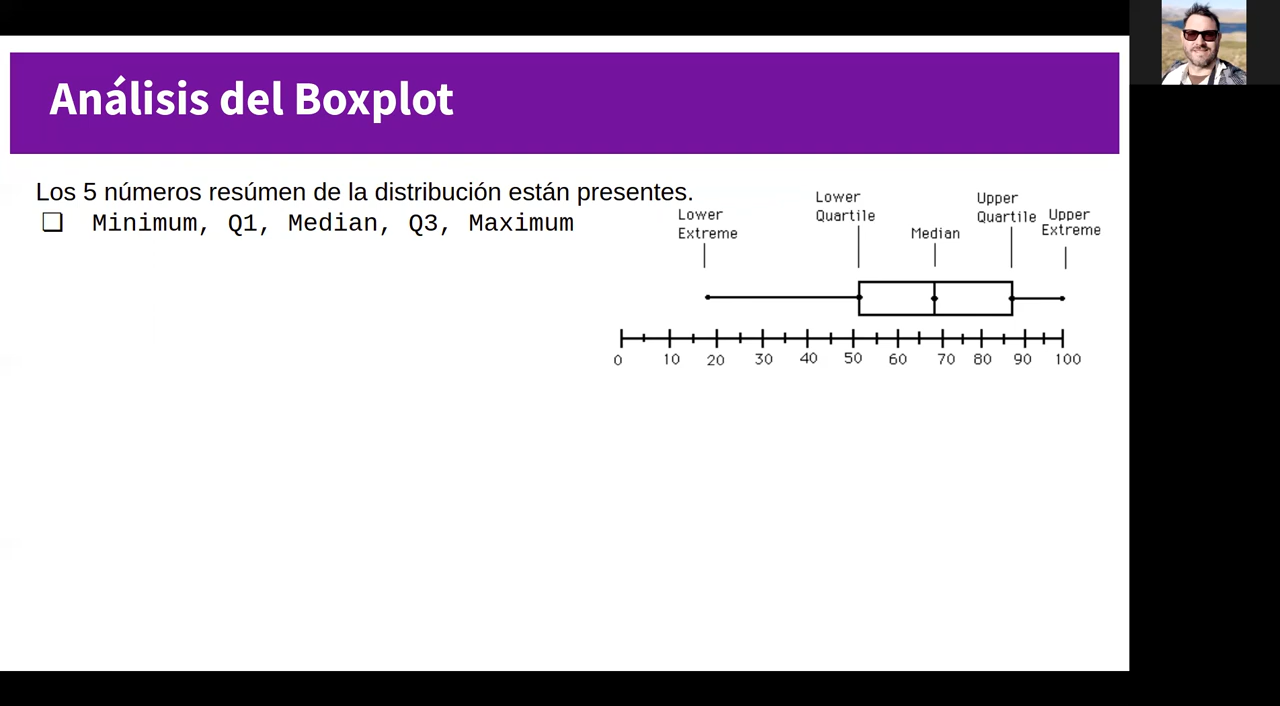 Análisis del Boxplot
Los 5 números resúmen de la distribución están presentes.
❏ Minimum, Q1, Median, Q3, Maximum
Lower
Extreme
Lower
Quartile
Median
Upper
Quartile
Upper
Extreme
0 10 20 30 40 50 60 70 80 90 100